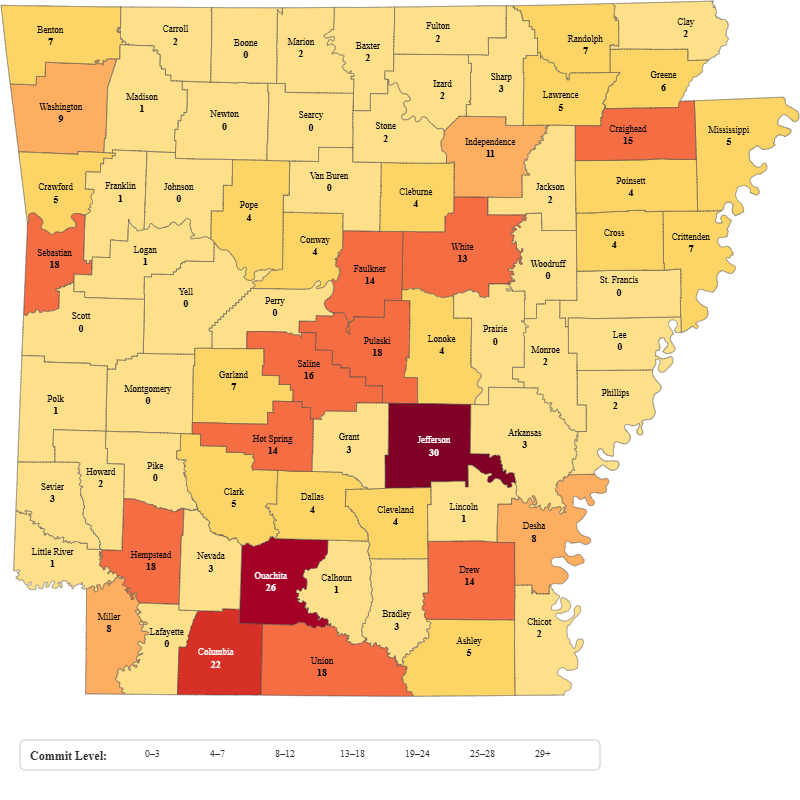 Benton
7
Carroll
2
Boone
0
Marion
2
Baxter
2
Fulton
2
Randolph
7
Clay
2
Washington
9
Madison
1
Newton
0
Searcy
0
Stone
2
Izard
2
Sharp
3
Lawrence
5
Greene
6
Independence
11
Craighead
15
Mississippi
5
Crawford
5
Franklin
1
Johnson
0
Pope
4
Van Buren
0
Cleburne
4
Jackson
2
Poinsett
4
Sebastian
18
Logan
1
Conway
4
Faulkner
14
White
13
Woodruff
0
Cross
4
Crittenden
7
St. Francis
0
Scott
0
Yell
0
Perry
0
Pulaski
18
Lonoke
4
Prairie
0
Monroe
2
Lee
0
Polk
1
Montgomery
0
Garland
7
Saline
16
Phillips
2
Hot Spring
14
Grant
3
Jefferson
30
Arkansas
3
Sevier
3
Howard
2
Pike
0
Clark
5
Dallas
4
Cleveland
4
Lincoln
1
Desha
8
Little River
1
Hempstead
18
Nevada
3
Ouachita
26
Calhoun
1
Drew
14
Bradley
3
Miller
8
Lafayette
0
Columbia
22
Union
18
Ashley
5
Chicot
2
Commit Level: 0–3 4–7 8–12 13–18 19–24 25–28 29+